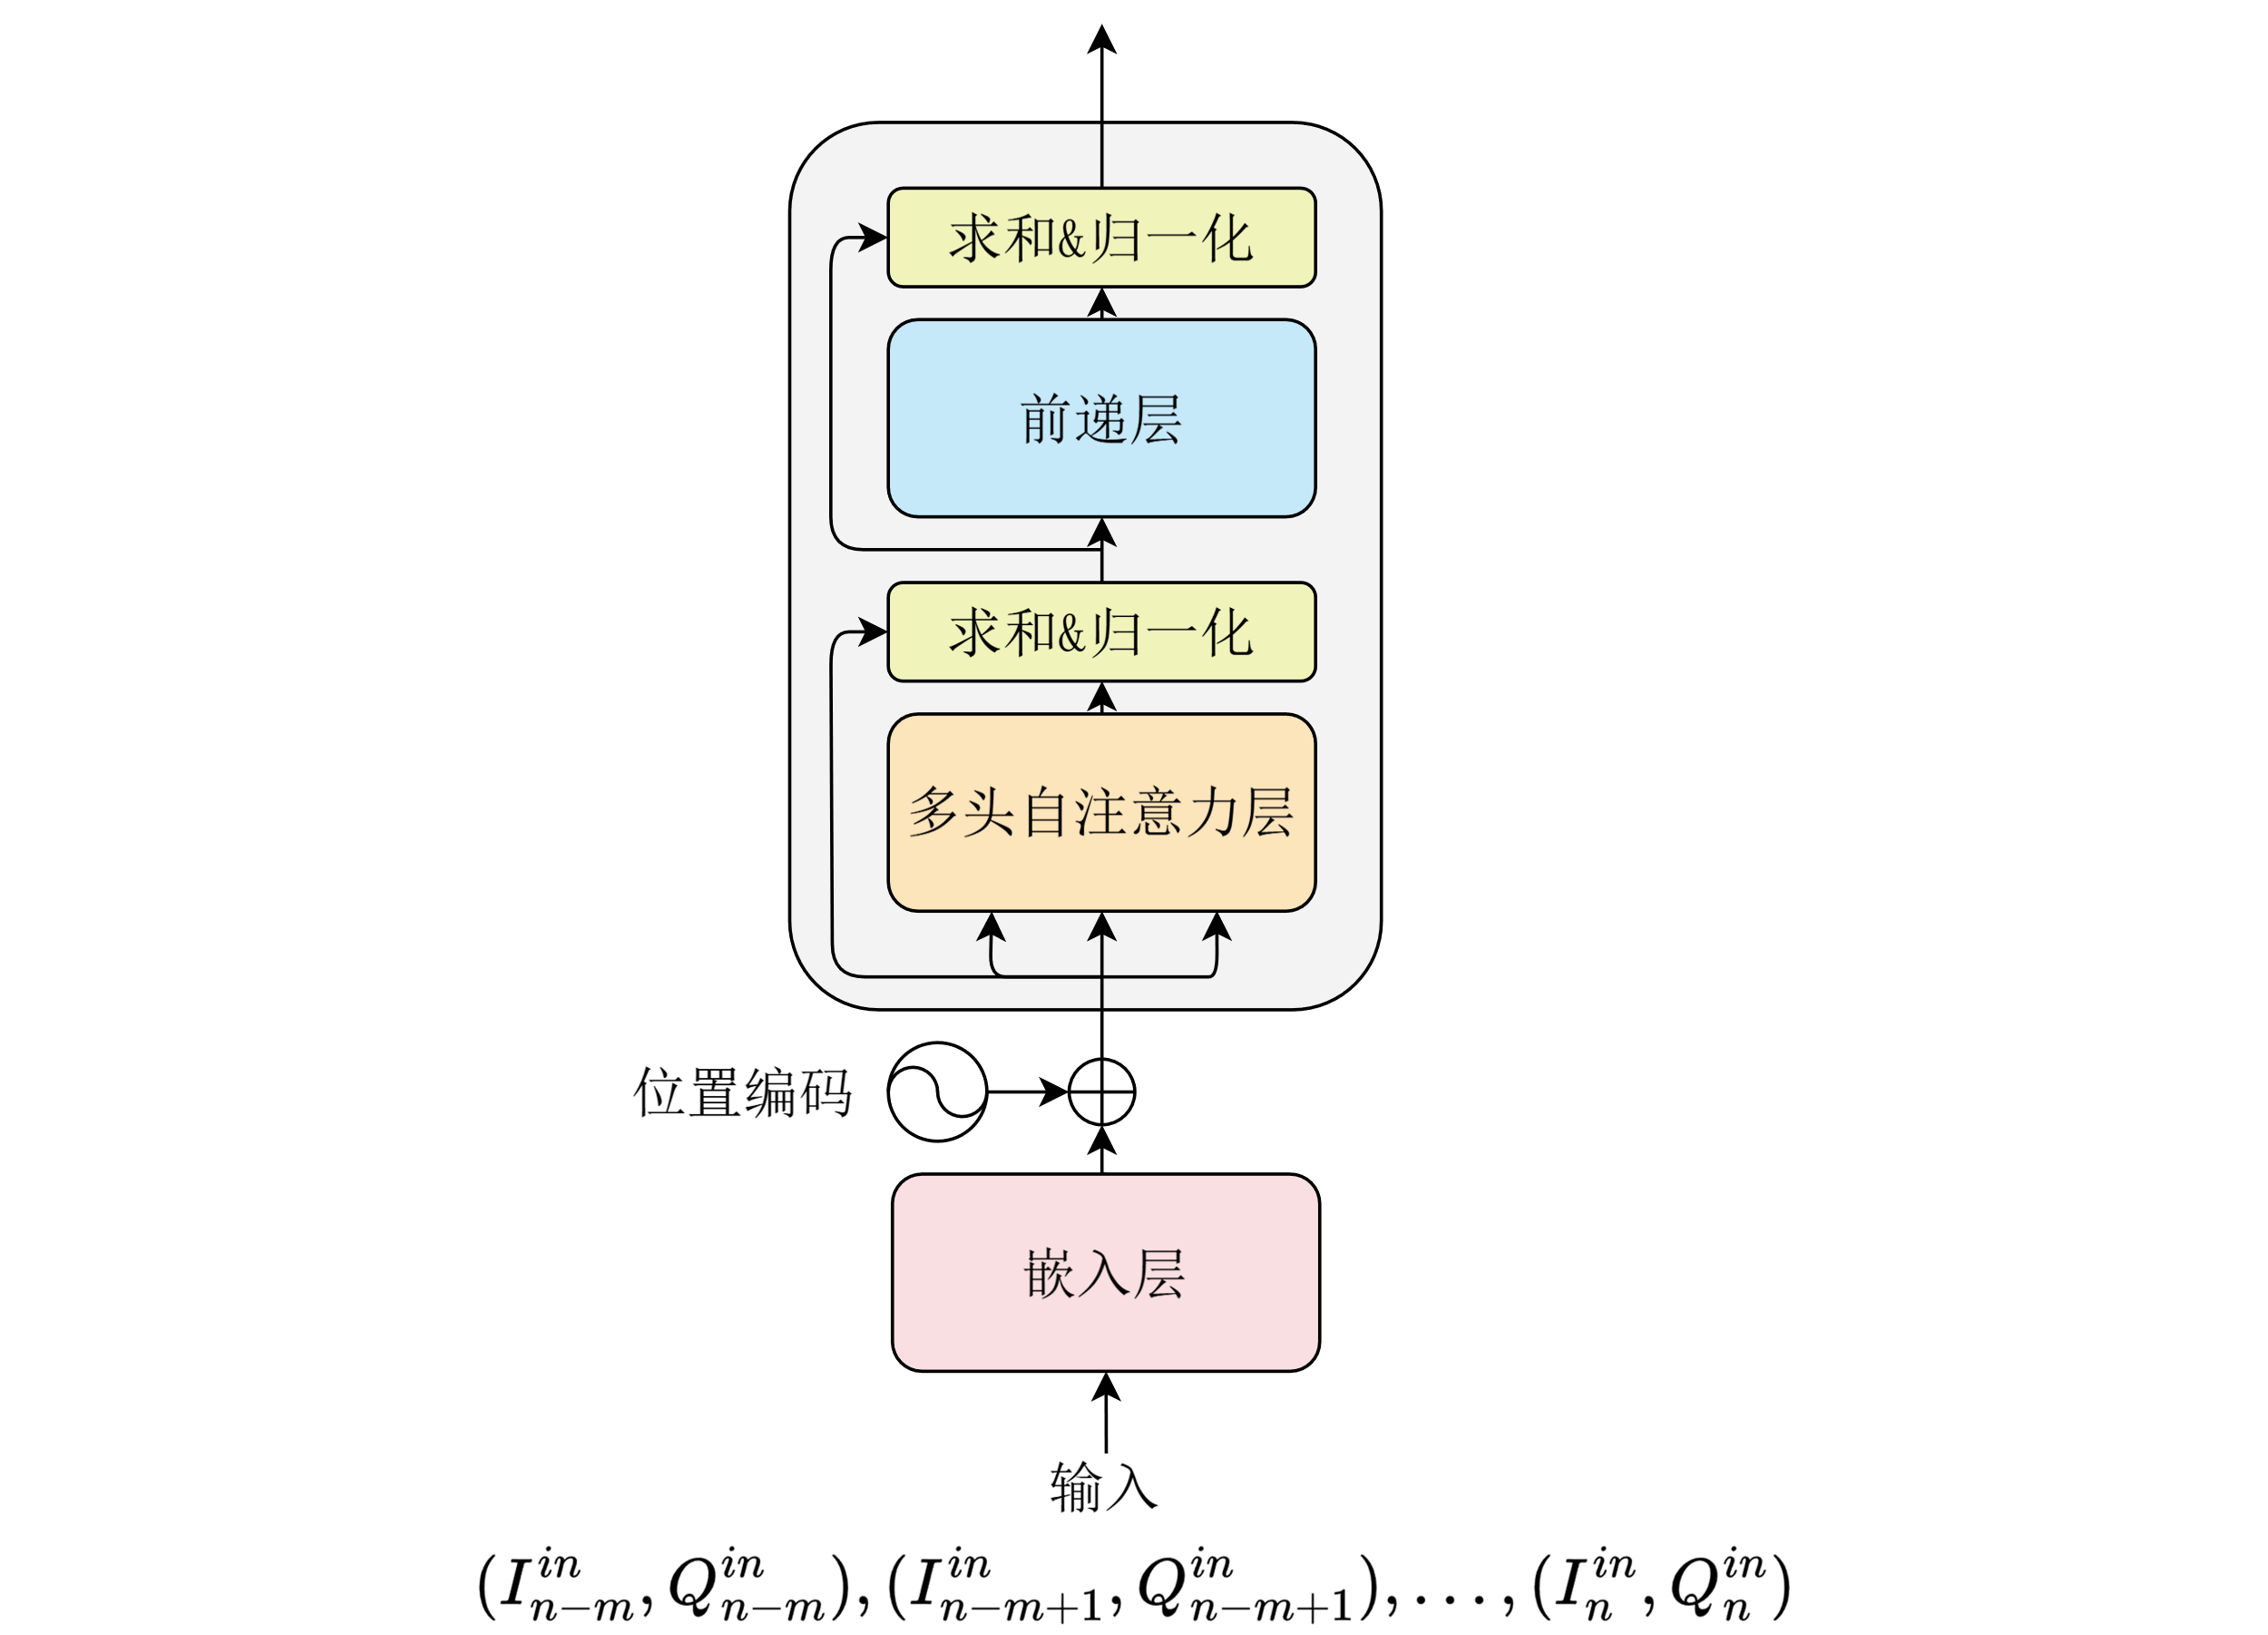 求和&归一化
前递层
求和&归一化
多头自注意力层
位置编码
嵌入层
输入
$(I_{n-m}^{in}, Q_{n-m}^{in}), (I_{n-m+1}^{in}, Q_{n-m+1}^{in}), \ldots, (I_{n}^{in}, Q_{n}^{in})$